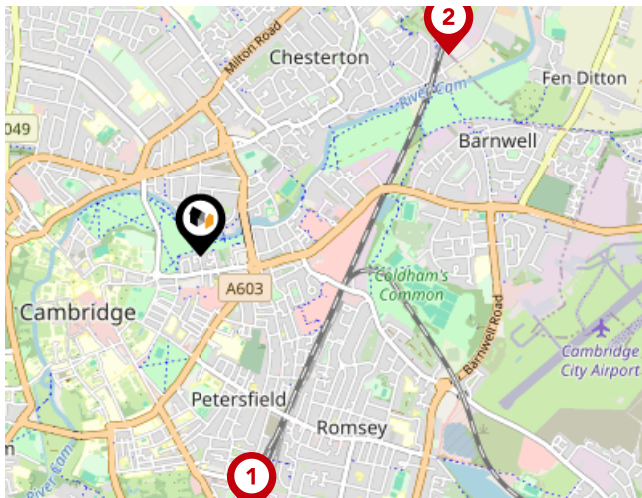 2
Milton Road
Chesterton
Fen Ditton
River Cam
049
Barnwell
A603
Coldham's
Common
Cambridge
Barnwell Road
Cambridge
City Airport
Petersfield
Romsey
n
River Cam
1